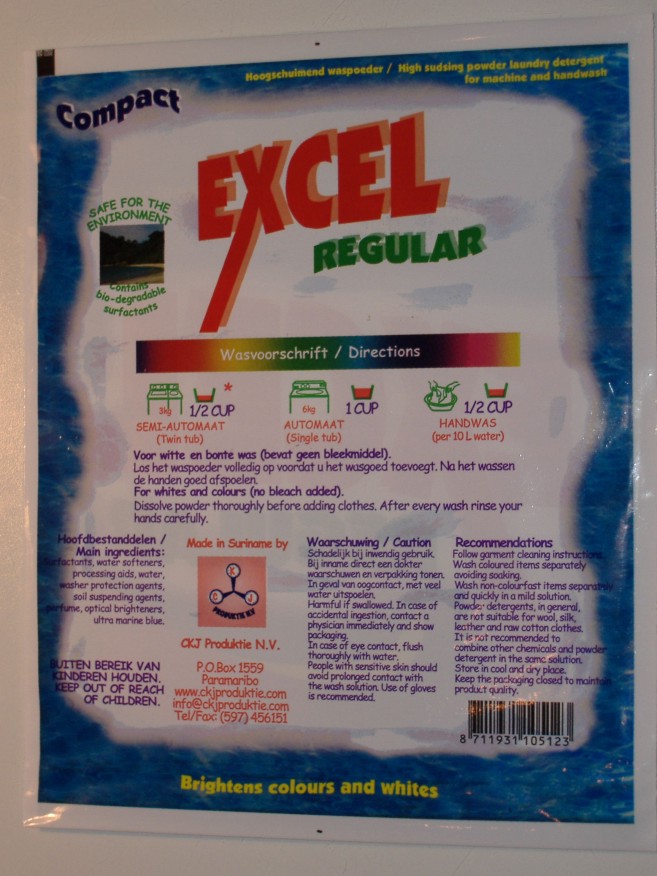 Hoogschuimend waspoeder / High sudsing powder laundry detergent
for machine and handwash
Compact
EXCEL
REGULAR
SAFE FOR THE
ENVIRONMENT
Contains
bio-degradable
surfactants
Wasvoorschrift / Directions
3kg 1/2 CUP *
SEMI-AUTOMAAT
(Twin tub)
6kg 1 CUP
AUTOMAAT
(Single tub)
1/2 CUP
HANDWAS
(per 10 L water)
Voor witte en bonte was (bevat geen bleekmiddel).
Los het waspoeder volledig op voordat u het wasgoed toevoegt. Na het wassen
de handen goed afspoelen.
For whites and colours (no bleach added).
Dissolve powder thoroughly before adding clothes. After every wash rinse your
hands carefully.
Hoofdbestanddelen /
Main ingredients:
Surfactants, water softeners,
processing aids, water,
washer protection agents,
soil suspending agents,
perfume, optical brighteners,
ultra marine blue.
BUITEN BEREIK VAN
KINDEREN HOUDEN.
KEEP OUT OF REACH
OF CHILDREN.
Made in Suriname by
K
C J
PRODUKTIE N.V.
CKJ Produktie N.V.
P.O.Box 1559
Paramaribo
www.ckjproduktie.com
info@ckjproduktie.com
Tel/Fax: (597) 456151
Waarschuwing / Caution
Schadelijk bij inwendig gebruik.
Bij inname direct een dokter
waarschuwen en verpakking tonen.
In geval van oogcontact, met veel
water uitspoelen.
Harmful if swallowed. In case of
accidental ingestion, contact a
physician immediately and show
packaging.
In case of eye contact, flush
thoroughly with water.
People with sensitive skin should
avoid prolonged contact with
the wash solution. Use of gloves
is recommended.
Recommendations
Follow garment cleaning instructions.
Wash coloured items separately
avoiding soaking.
Wash non-colourfast items separately
and quickly in a mild solution.
Powder detergents, in general,
are not suitable for wool, silk,
leather and raw cotton clothes.
It is not recommended to
combine other chemicals and powder
detergent in the same solution.
Store in cool and dry place.
Keep the packaging closed to maintain
product quality.
8 711931 105123
Brightens colours and whites